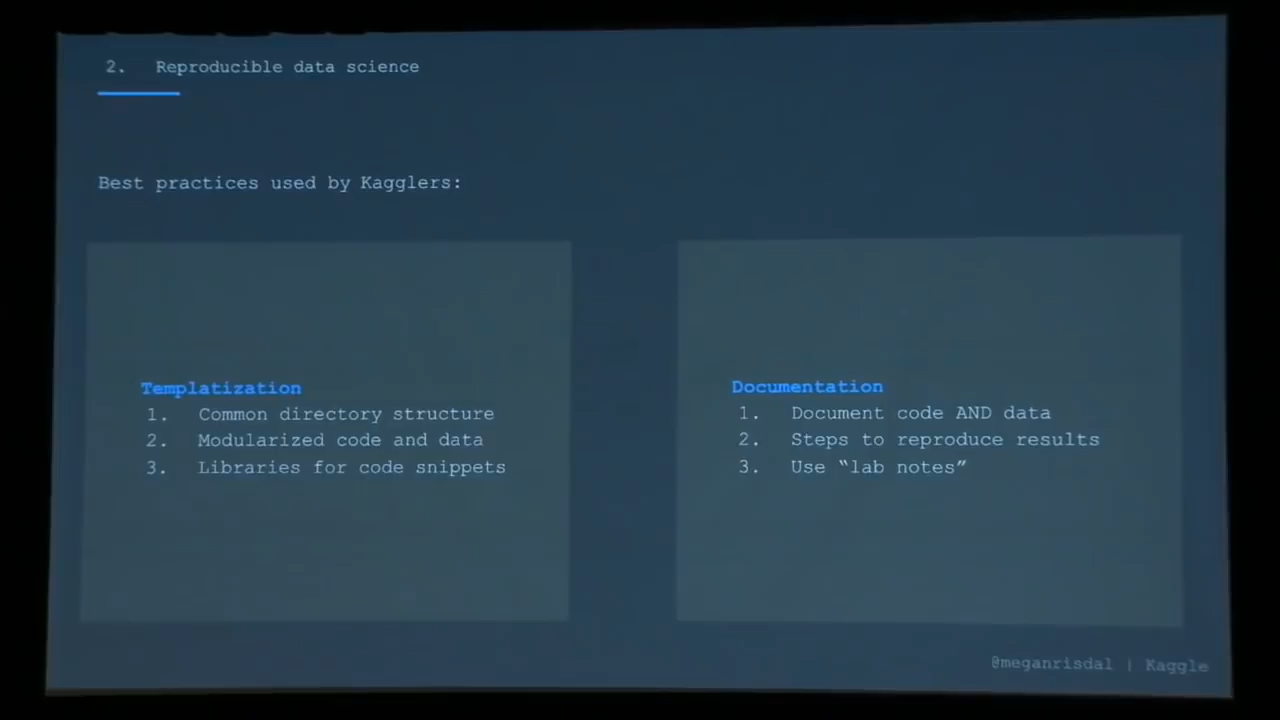 2. Reproducible data science
Best practices used by Kagglers:
Templatization
1. Common directory structure
2. Modularized code and data
3. Libraries for code snippets
Documentation
1. Document code AND data
2. Steps to reproduce results
3. Use “lab notes”
@meganrisdal | Kaggle